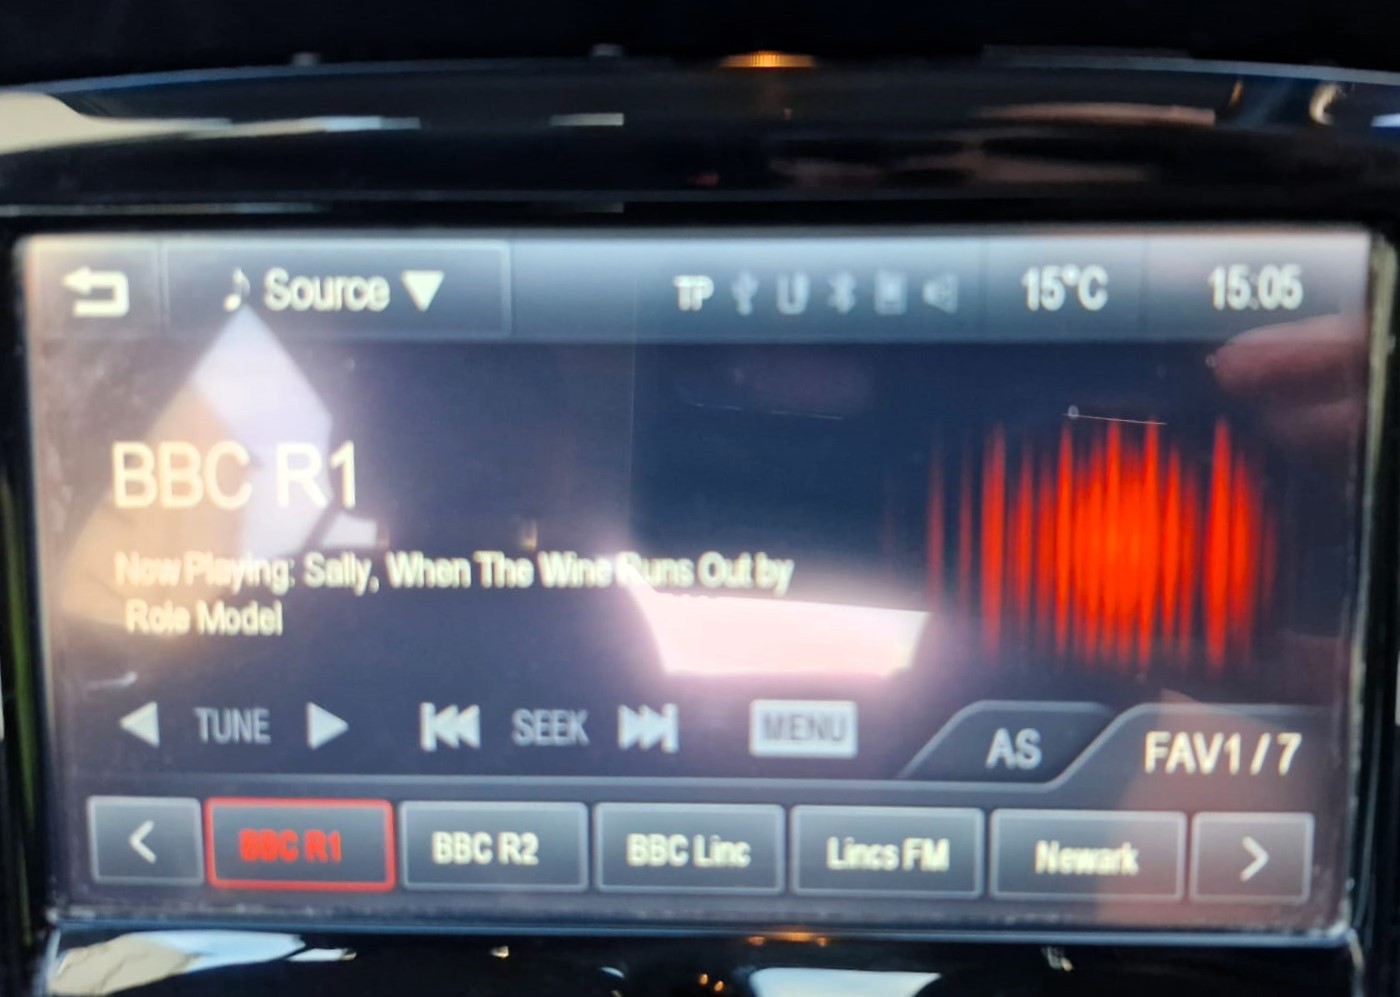 Source TP 15°C 15:05
BBC R1
Now Playing: Sally, When The Wine Runs Out by
Role Model
TUNE SEEK MENU AS FAV1 / 7
BBC R1 BBC R2 BBC Linc Lincs FM Newark